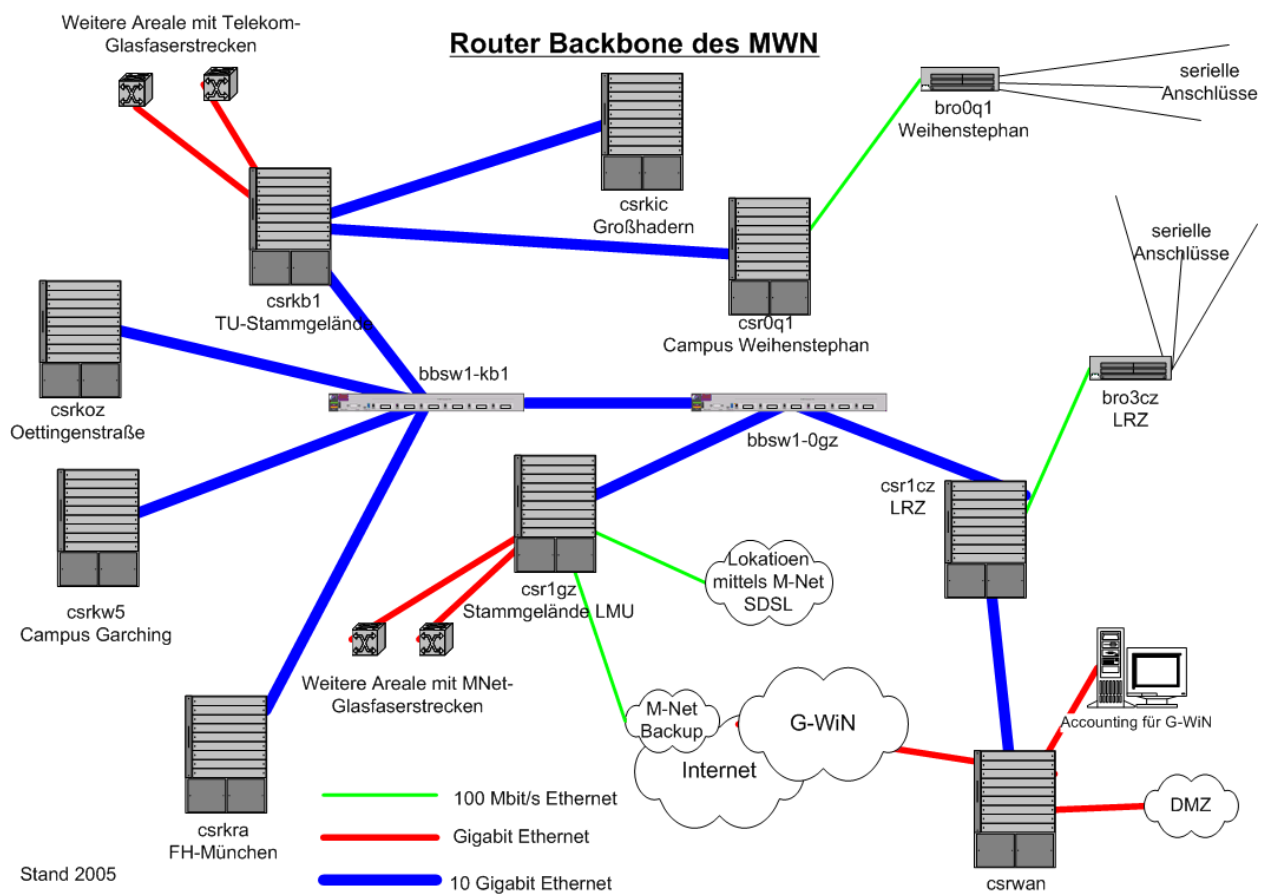 Weitere Areale mit Telekom-
Glasfaserstrecken
Router Backbone des MWN
bro0q1
Weihenstephan
serielle
Anschlüsse
csrkic
Großhadern
csrkb1
TU-Stammgelände
csr0q1
Campus Weihenstephan
serielle
Anschlüsse
bbsw1-kb1
bbsw1-0gz
bro3cz
LRZ
csrkoz
Oettingenstraße
csr1cz
LRZ
csrkw5
Campus Garching
csr1gz
Stammgelände LMU
Lokatioen
mittels M-Net
SDSL
Weitere Areale mit MNet-
Glasfaserstrecken
M-Net
Backup
G-WiN
Internet
Accounting für G-WiN
DMZ
csrwan
csrkra
FH-München
100 Mbit/s Ethernet
Gigabit Ethernet
10 Gigabit Ethernet
Stand 2005